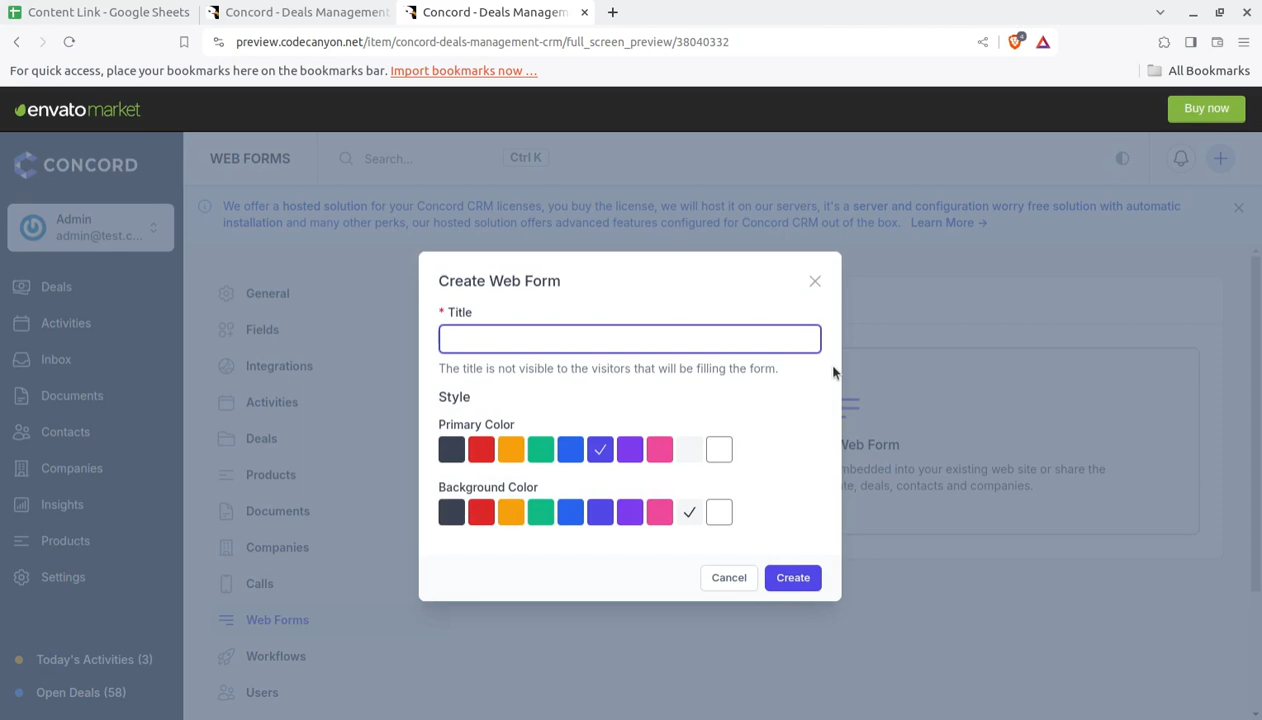 Content Link - Google Sheets
Concord - Deals Management
Concord - Deals Managem
preview.codecanyon.net/item/concord-deals-management-crm/full_screen_preview/38040332
4
For quick access, place your bookmarks here on the bookmarks bar. Import bookmarks now ...
All Bookmarks
envatomarket
Buy now
CONCORD
WEB FORMS
Search...
Ctrl K
We offer a hosted solution for your Concord CRM licenses, you buy the license, we will host it on our servers, it's a server and configuration worry free solution with automatic
installation and many other perks, our hosted solution offers advanced features configured for Concord CRM out of the box. Learn More →
Admin
admin@test.c...
Deals
Activities
Inbox
Documents
Contacts
Companies
Insights
Products
Settings
Today's Activities (3)
Open Deals (58)
General
Fields
Integrations
Activities
Deals
Products
Documents
Companies
Calls
Web Forms
Workflows
Users
Create Web Form
* Title
The title is not visible to the visitors that will be filling the form.
Style
Primary Color
Background Color
Cancel
Create
Web Form
mbedded into your existing web site or share the
te, deals, contacts and companies.